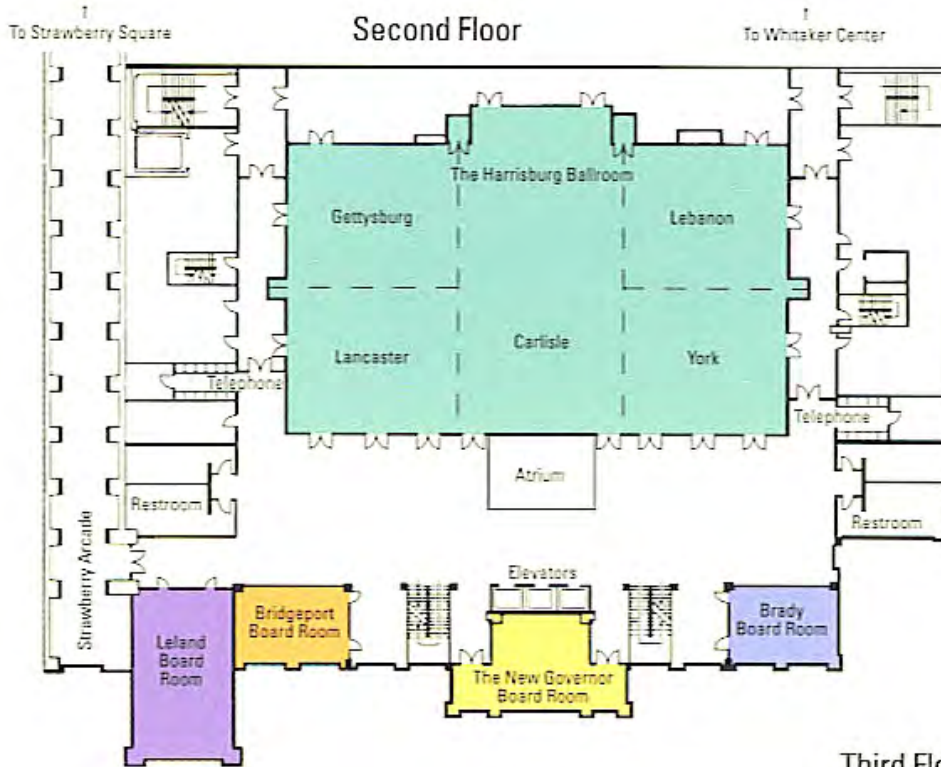 Second Floor
To Strawberry Square
To Whitaker Center
The Harrisburg Ballroom
Gettysburg
Lebanon
Lancaster
Carlisle
York
Telephone
Telephone
Atrium
Restroom
Restroom
Strawberry Arcade
Elevators
Bridgeport
Board Room
Brady
Board Room
Leland
Board
Room
The New Governor
Board Room